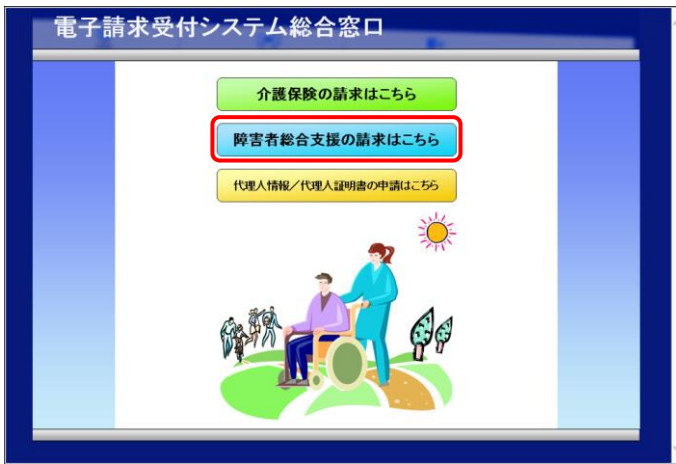 電子請求受付システム総合窓口
介護保険の請求はこちら
障害者総合支援の請求はこちら
代理人情報／代理人証明書の申請はこちら